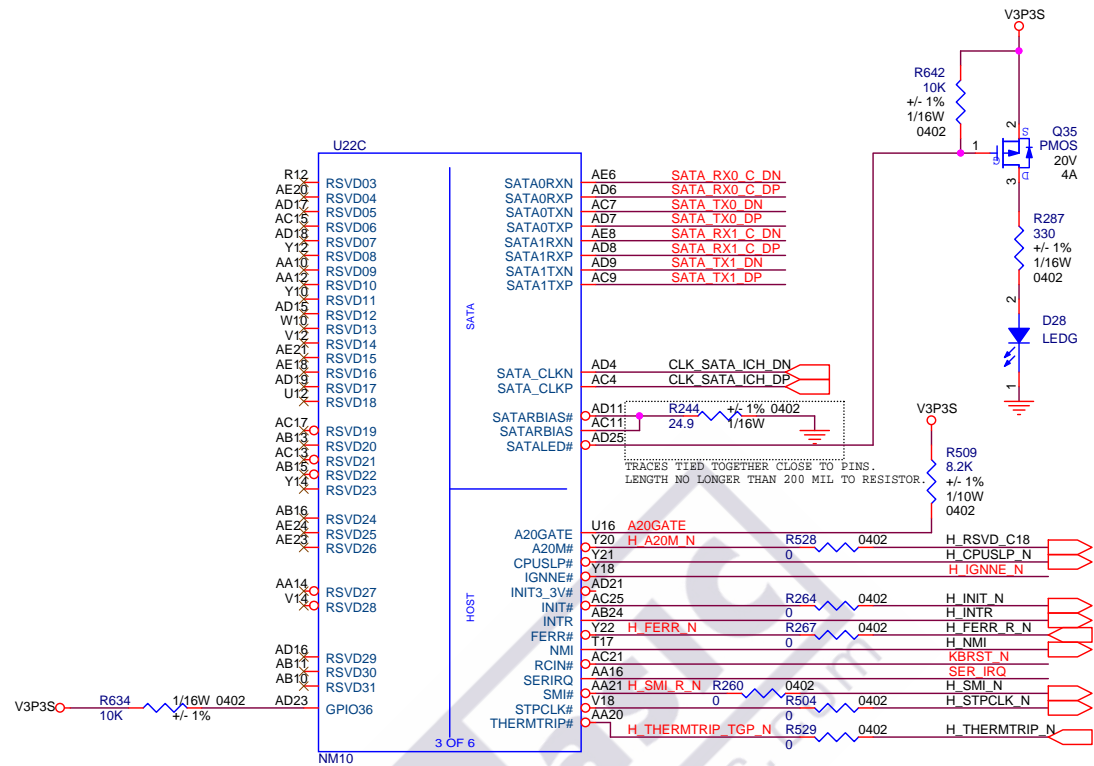 V3P3S
R642
10K
+/- 1%
1/16W
0402
2
S
Q35
PMOS
20V
4A
1
G
D
3
R287
330
+/- 1%
1/16W
0402
2
D28
LEDG
1
U22C
R12 RSVD03
AE20 RSVD04
AD17 RSVD05
AC15 RSVD06
AD18 RSVD07
Y12 RSVD08
AA10 RSVD09
AA12 RSVD10
Y10 RSVD11
AD15 RSVD12
W10 RSVD13
V12 RSVD14
AE21 RSVD15
AE18 RSVD16
AD19 RSVD17
U12 RSVD18
AC17 RSVD19
AB13 RSVD20
AC13 RSVD21
AB15 RSVD22
Y14 RSVD23
AB16 RSVD24
AE24 RSVD25
AE23 RSVD26
AA14 RSVD27
V14 RSVD28
AD16 RSVD29
AB11 RSVD30
AB10 RSVD31
V3P3S R634 1/16W 0402 AD23 GPIO36
10K +/- 1%
SATA
HOST
SATA0RXN AE6 SATA_RX0_C_DN
SATA0RXP AD6 SATA_RX0_C_DP
SATA0TXN AC7 SATA_TX0_DN
SATA0TXP AD7 SATA_TX0_DP
SATA1RXN AE8 SATA_RX1_C_DN
SATA1RXP AD8 SATA_RX1_C_DP
SATA1TXN AD9 SATA_TX1_DN
SATA1TXP AC9 SATA_TX1_DP
SATA_CLKN AD4 CLK_SATA_ICH_DN
SATA_CLKP AC4 CLK_SATA_ICH_DP
SATARBIAS# AD11 R244 +/- 1% 0402
SATARBIAS AC11 24.9 1/16W
SATALED# AD25
TRACES TIED TOGETHER CLOSE TO PINS.
LENGTH NO LONGER THAN 200 MIL TO RESISTOR.
V3P3S
R509
8.2K
+/- 1%
1/10W
0402
A20GATE U16 A20GATE
A20M# Y20 H_A20M_N R528 0 0402 H_RSVD_C18
CPUSLP# Y21 H_CPUSLP_N
IGNNE# Y18 H_IGNNE_N
INIT3_3V# AD21
INIT# AC25 R264 0 0402 H_INIT_N
INTR AB24 H_INTR
FERR# Y22 H_FERR_N R267 0 0402 H_FERR_R_N
NMI T17 H_NMI
RCIN# AC21 KBRST_N
SERIRQ AA16 SER_IRQ
SMI# AA21 H_SMI_R_N R260 0 0402 H_SMI_N
STPCLK# V18 R504 0 0402 H_STPCLK_N
THERMTRIP# AA20 H_THERMTRIP_TGP_N R529 0 0402 H_THERMTRIP_N
3 OF 6
NM10